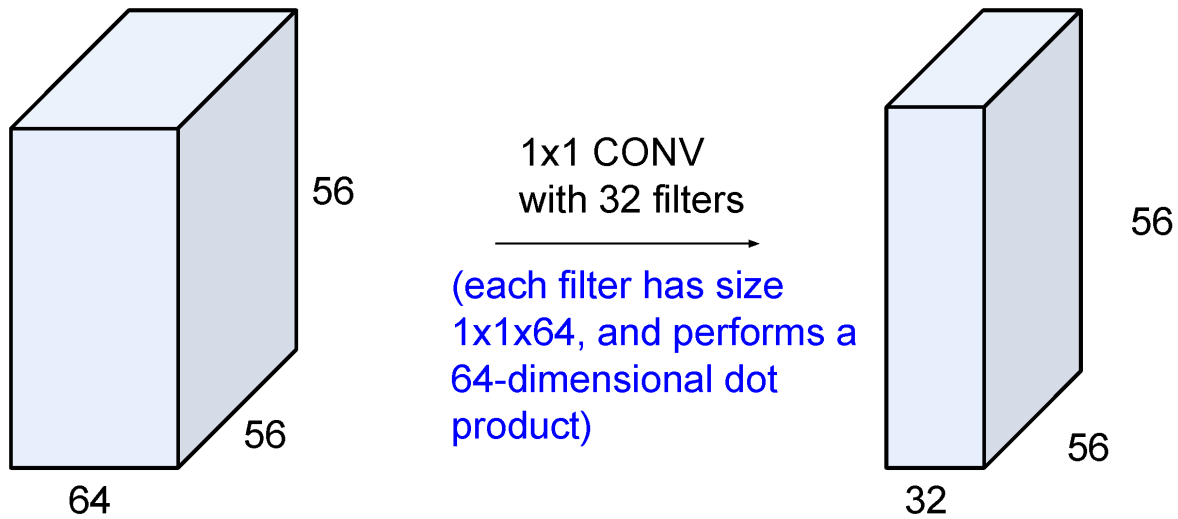 56
56
64
1x1 CONV
with 32 filters
(each filter has size
1x1x64, and performs a
64-dimensional dot
product)
56
56
32